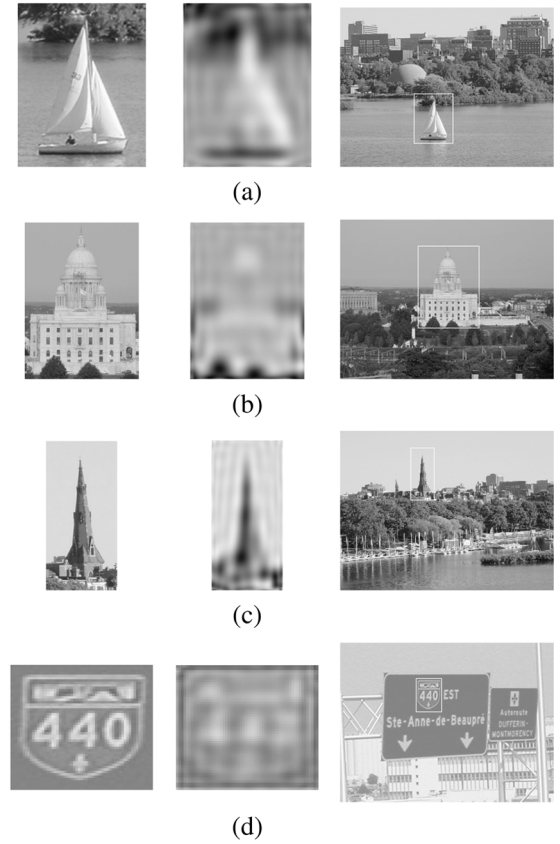 (a)
(b)
(c)
440
440 EST
Ste-Anne-de-Beaupré
Autoroute
DUFFERIN-
MONTMORENCY
(d)